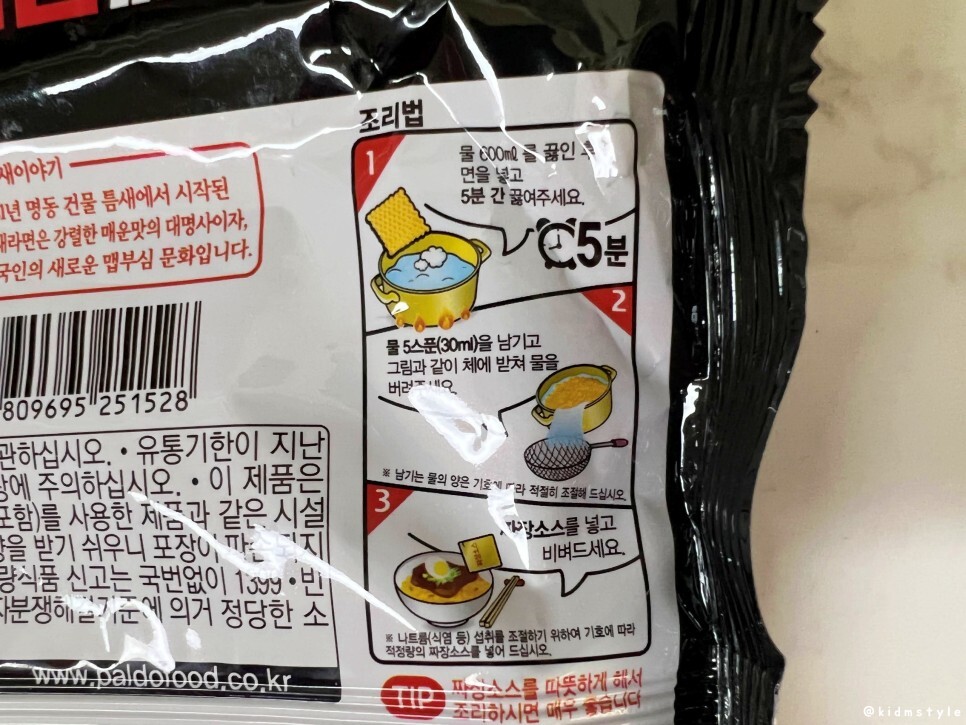 조리법
1
물 600㎖ 를 끓인 후
면을 넣고
5분 간 끓여주세요.
5분
2
물 5스푼(30ml)을 남기고
그림과 같이 체에 받쳐 물을
버려주세요.
※ 남기는 물의 양은 기호에 따라 적절히 조절해 드십시오.
3
짜장소스를 넣고
비벼드세요.
※ 나트륨(식염 등) 섭취를 조절하기 위하여 기호에 따라
적정량의 짜장소스를 넣어 드십시오.
TIP
짜장소스를 따뜻하게 해서
조리하시면 매우 좋습니다
새이야기
1년 명동 건물 틈새에서 시작된
새라면은 강렬한 매운맛의 대명사이자,
국인의 새로운 맵부심 문화입니다.
809695 251528
관하십시오. • 유통기한이 지난
에 주의하십시오. • 이 제품은
포함)를 사용한 제품과 같은 시설
을 받기 쉬우니 포장이
량식품 신고는 국번없이 1399 • 빈
자분쟁해결기준에 의거 정당한 소
www.paldofood.co.kr
@kidmstyle